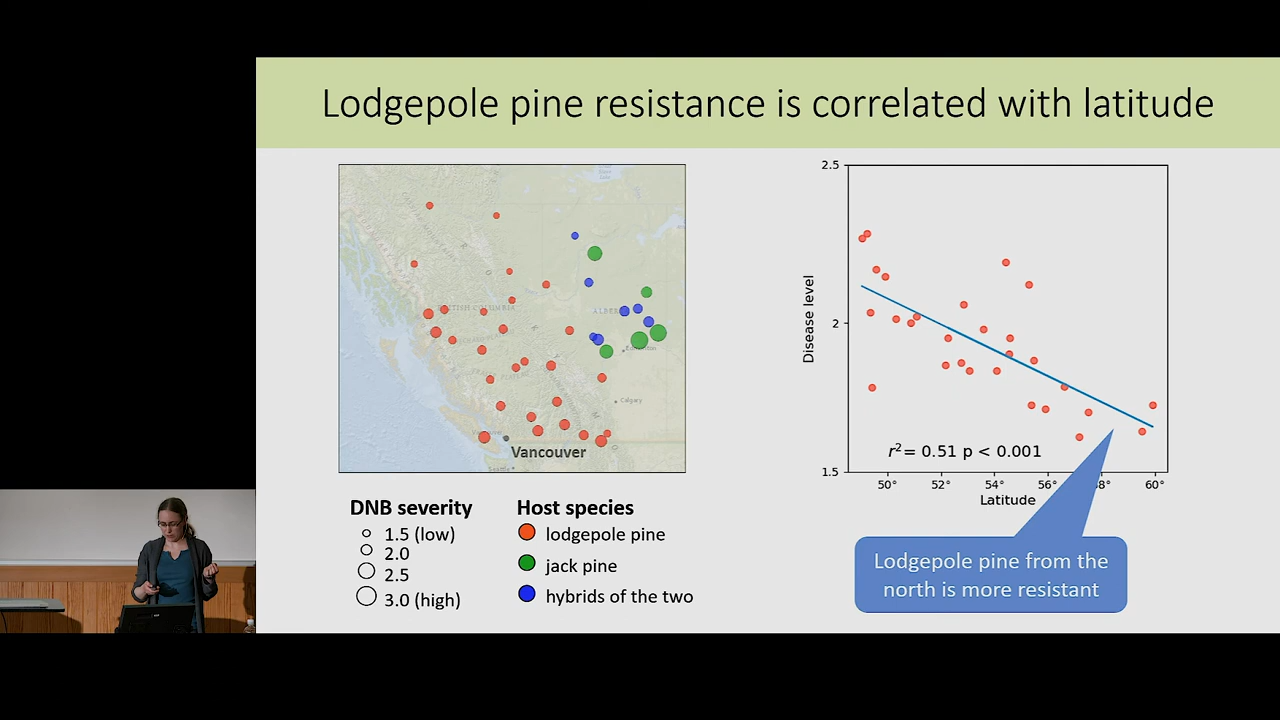 Lodgepole pine resistance is correlated with latitude
BRITISH COLUMBIA
ALBERTA
Edmonton
Calgary
Vancouver
Vancouver
Seattle
DNB severity
1.5 (low)
2.0
2.5
3.0 (high)
Host species
lodgepole pine
jack pine
hybrids of the two
2.5
2
1.5
Disease level
r²= 0.51 p < 0.001
50° 52° 54° 56° 58° 60°
Latitude
Lodgepole pine from the
north is more resistant